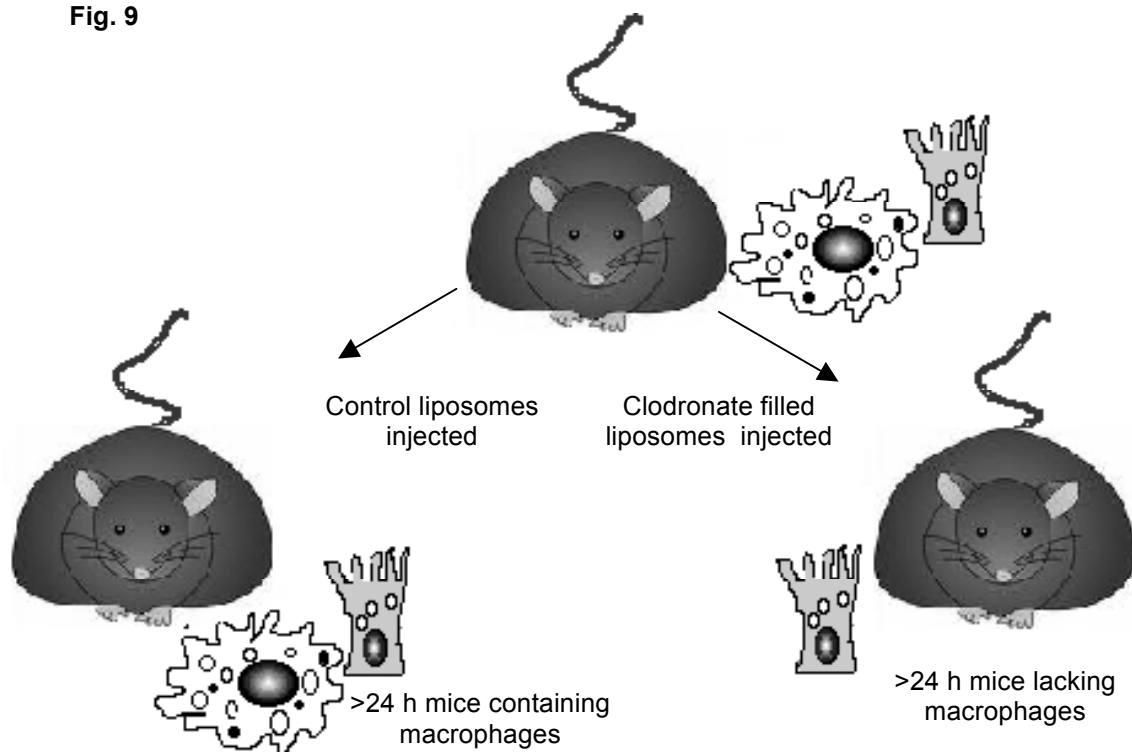 Fig. 9
Control liposomes
injected
Clodronate filled
liposomes injected
>24 h mice containing
macrophages
>24 h mice lacking
macrophages